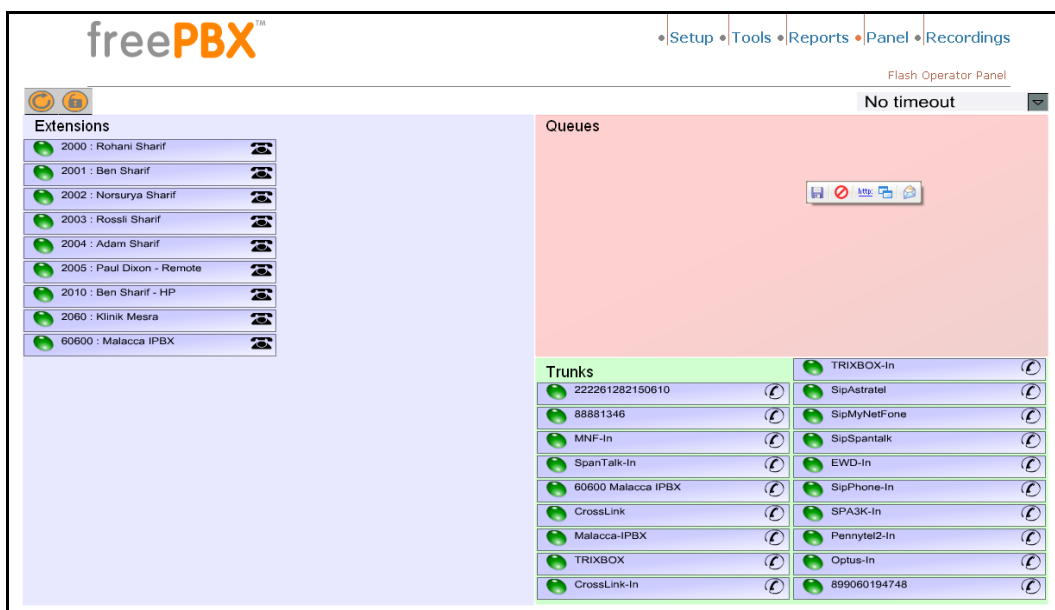 freePBX™
Setup Tools Reports Panel Recordings
Flash Operator Panel
No timeout
Extensions
2000 : Rohani Sharif
2001 : Ben Sharif
2002 : Norsurya Sharif
2003 : Rossli Sharif
2004 : Adam Sharif
2005 : Paul Dixon - Remote
2010 : Ben Sharif - HP
2060 : Klinik Mesra
60600 : Malacca IPBX
Queues
http:
Trunks
222261282150610
88881346
MNF-In
SpanTalk-In
60600 Malacca IPBX
CrossLink
Malacca-IPBX
TRIXBOX
CrossLink-In
TRIXBOX-In
SipAstratel
SipMyNetFone
SipSpantalk
EWD-In
SipPhone-In
SPA3K-In
Pennytel2-In
Optus-In
899060194748